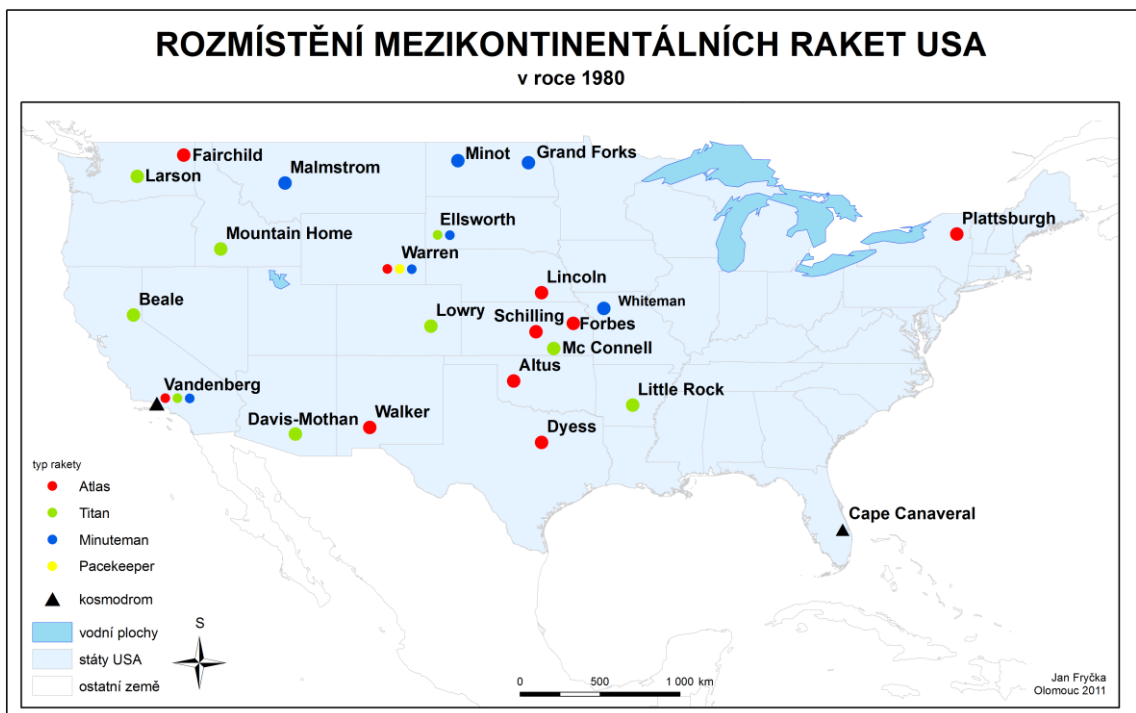 ROZMÍSTĚNÍ MEZIKONTINENTÁLNÍCH RAKET USA
v roce 1980
Fairchild
Larson
Malmstrom
Minot
Grand Forks
Mountain Home
Ellsworth
Warren
Plattsburgh
Beale
Lowry
Lincoln
Whiteman
Schilling
Forbes
Mc Connell
Altus
Vandenberg
Little Rock
Davis-Mothan
Walker
Dyess
Cape Canaveral
typ rakety
Atlas
Titan
Minuteman
Pacekeeper
kosmodrom
vodní plochy
státy USA
ostatní země
S
0 500 1 000 km
Jan Fryčka
Olomouc 2011